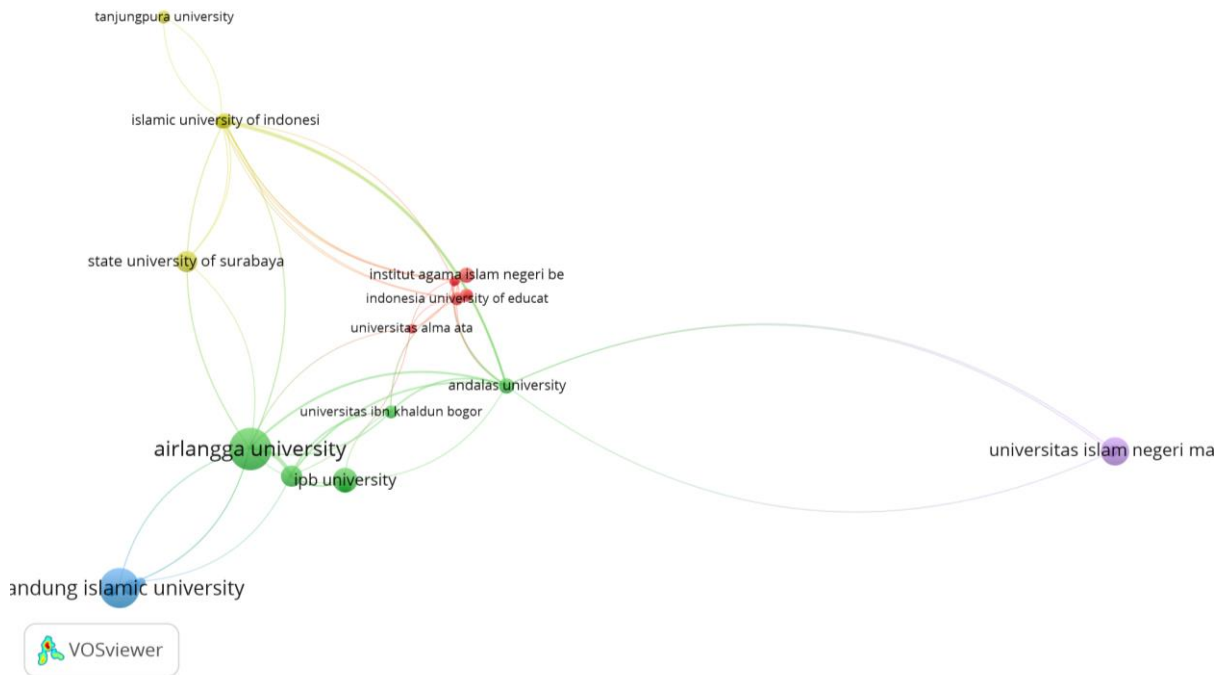 tanjungpura university
islamic university of indonesi
state university of surabaya
institut agama islam negeri be
indonesia university of educat
universitas alma ata
andalas university
universitas ibn khaldun bogor
airlangga university
universitas islam negeri ma
ipb university
andung islamic university
VOSviewer